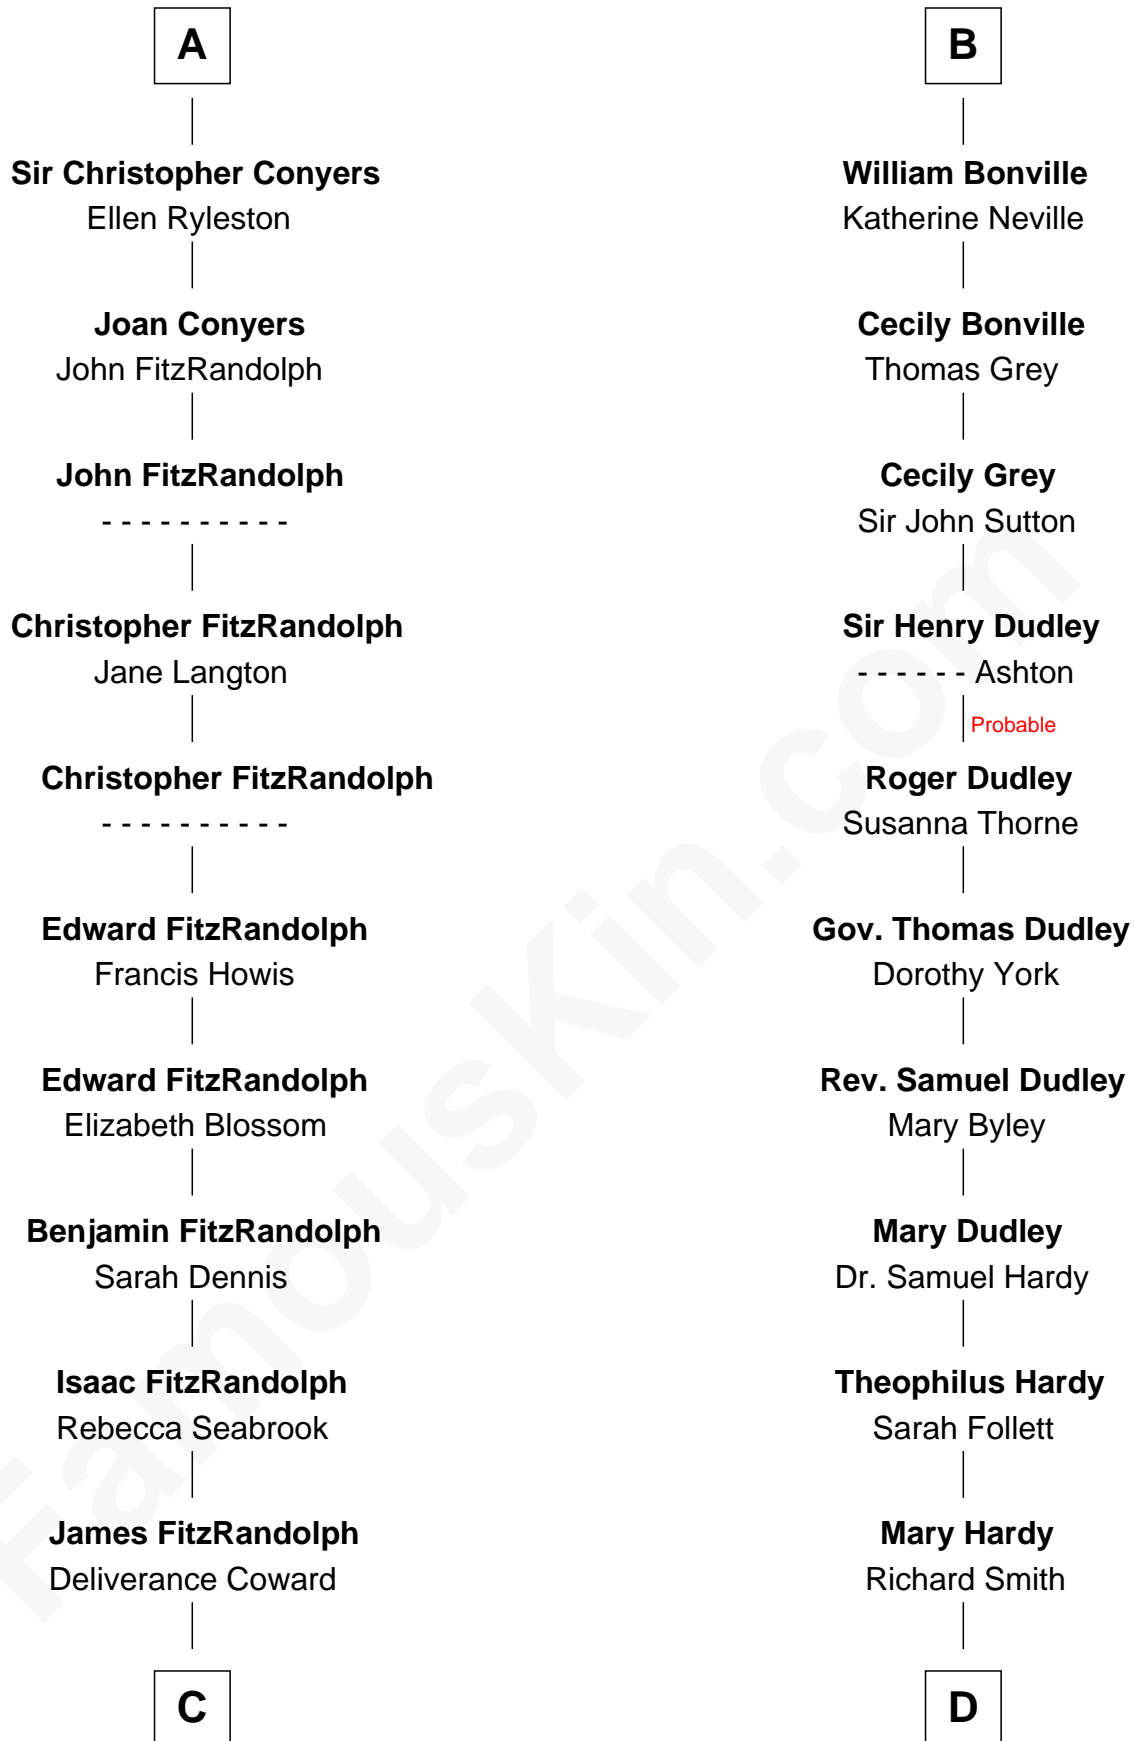 A
Sir Christopher Conyers
Ellen Ryleston
Joan Conyers
John FitzRandolph
John FitzRandolph
- - - - - - - - - -
Christopher FitzRandolph
Jane Langton
Christopher FitzRandolph
- - - - - - - - - -
Edward FitzRandolph
Francis Howis
Edward FitzRandolph
Elizabeth Blossom
Benjamin FitzRandolph
Sarah Dennis
Isaac FitzRandolph
Rebecca Seabrook
James FitzRandolph
Deliverance Coward
C
B
William Bonville
Katherine Neville
Cecily Bonville
Thomas Grey
Cecily Grey
Sir John Sutton
Sir Henry Dudley
- - - - - - Ashton
Probable
Roger Dudley
Susanna Thorne
Gov. Thomas Dudley
Dorothy York
Rev. Samuel Dudley
Mary Byley
Mary Dudley
Dr. Samuel Hardy
Theophilus Hardy
Sarah Follett
Mary Hardy
Richard Smith
D
FamousKin.com